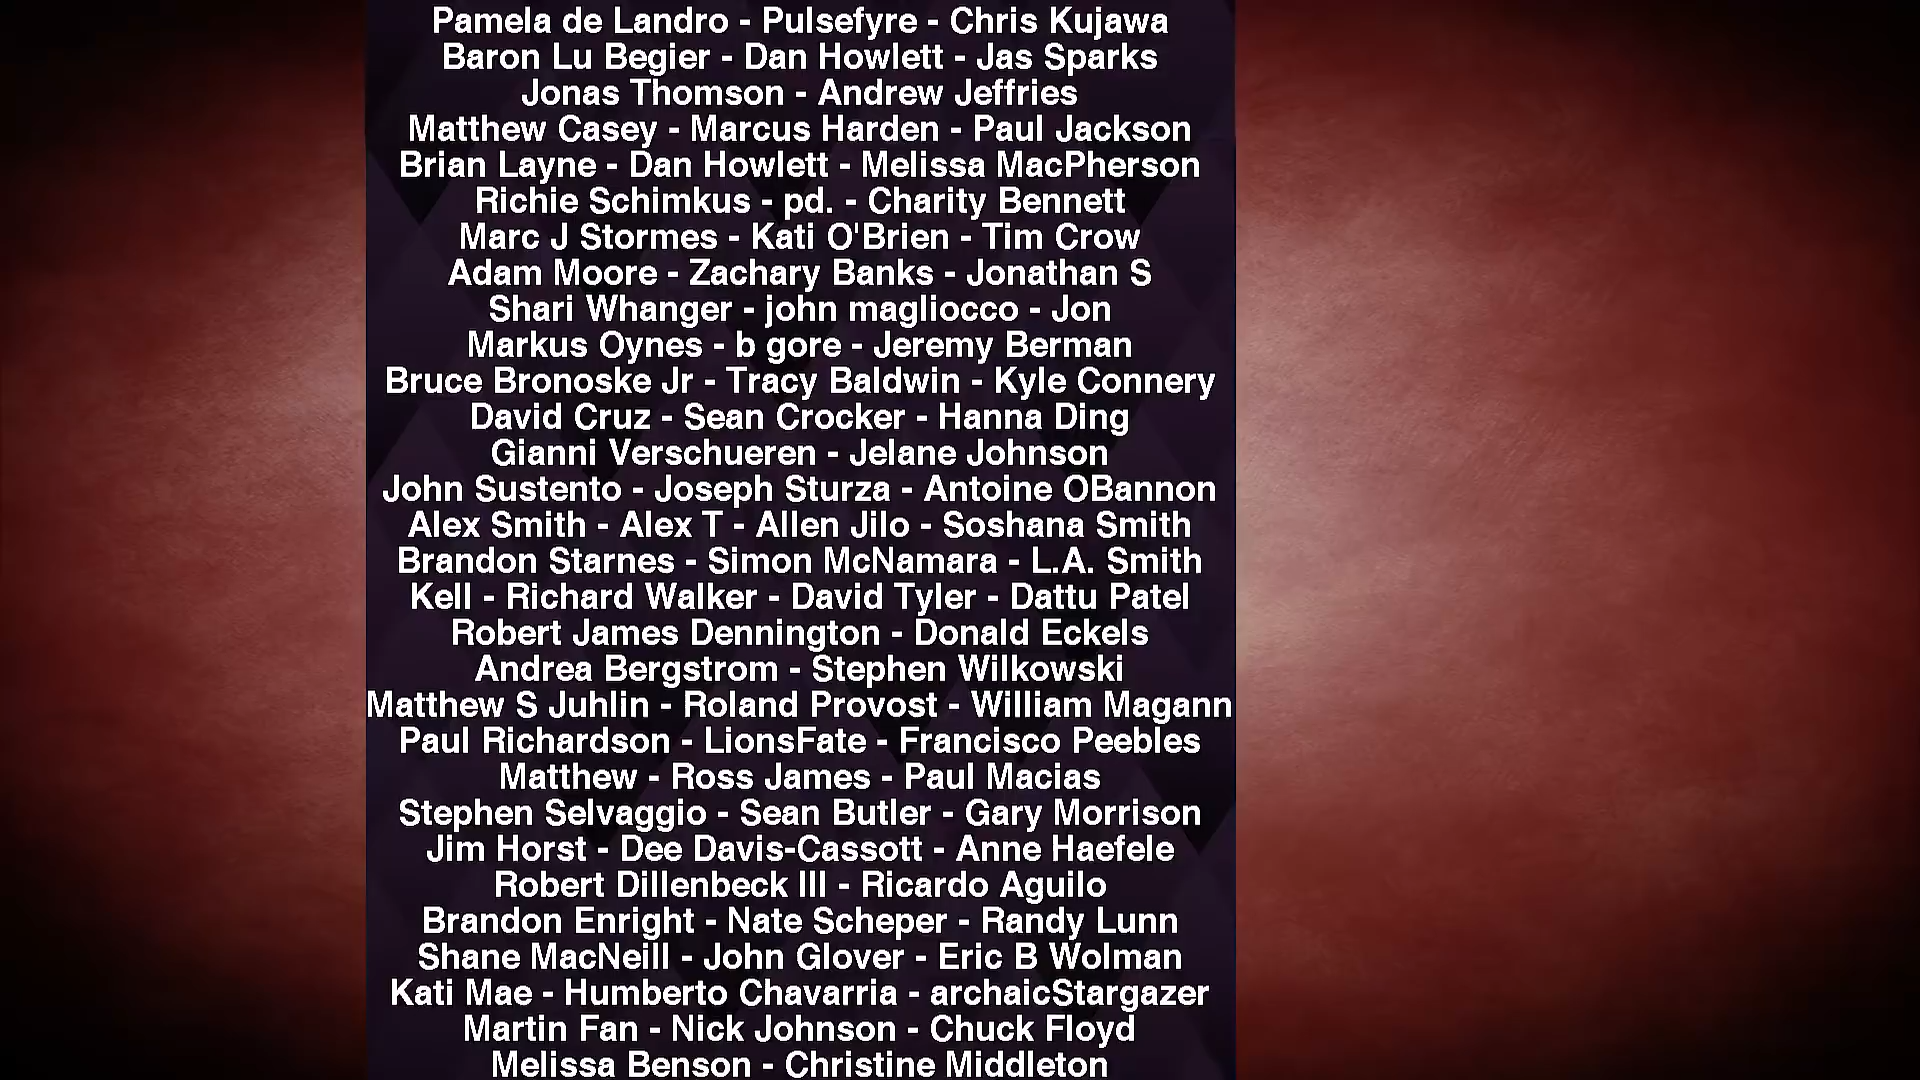 Pamela de Landro - Pulsefyre - Chris Kujawa
Baron Lu Begier - Dan Howlett - Jas Sparks
Jonas Thomson - Andrew Jeffries
Matthew Casey - Marcus Harden - Paul Jackson
Brian Layne - Dan Howlett - Melissa MacPherson
Richie Schimkus - pd. - Charity Bennett
Marc J Stormes - Kati O'Brien - Tim Crow
Adam Moore - Zachary Banks - Jonathan S
Shari Whanger - john magliocco - Jon
Markus Oynes - b gore - Jeremy Berman
Bruce Bronoske Jr - Tracy Baldwin - Kyle Connery
David Cruz - Sean Crocker - Hanna Ding
Gianni Verschueren - Jelane Johnson
John Sustento - Joseph Sturza - Antoine OBannon
Alex Smith - Alex T - Allen Jilo - Soshana Smith
Brandon Starnes - Simon McNamara - L.A. Smith
Kell - Richard Walker - David Tyler - Dattu Patel
Robert James Dennington - Donald Eckels
Andrea Bergstrom - Stephen Wilkowski
Matthew S Juhlin - Roland Provost - William Magann
Paul Richardson - LionsFate - Francisco Peebles
Matthew - Ross James - Paul Macias
Stephen Selvaggio - Sean Butler - Gary Morrison
Jim Horst - Dee Davis-Cassott - Anne Haefele
Robert Dillenbeck III - Ricardo Aguilo
Brandon Enright - Nate Scheper - Randy Lunn
Shane MacNeill - John Glover - Eric B Wolman
Kati Mae - Humberto Chavarria - archaicStargazer
Martin Fan - Nick Johnson - Chuck Floyd
Melissa Benson - Christine Middleton